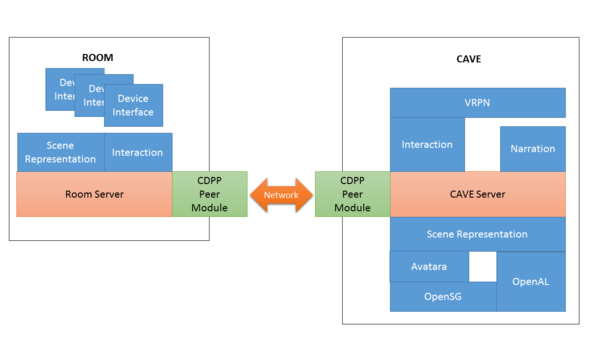 ROOM
Dev
Inter
Dev
Inter
Device
Interface
Scene
Representation
Interaction
Room Server
CDPP
Peer
Module
Network
CAVE
VRPN
Interaction
Narration
CDPP
Peer
Module
CAVE Server
Scene Representation
Avatara
OpenSG
OpenAL